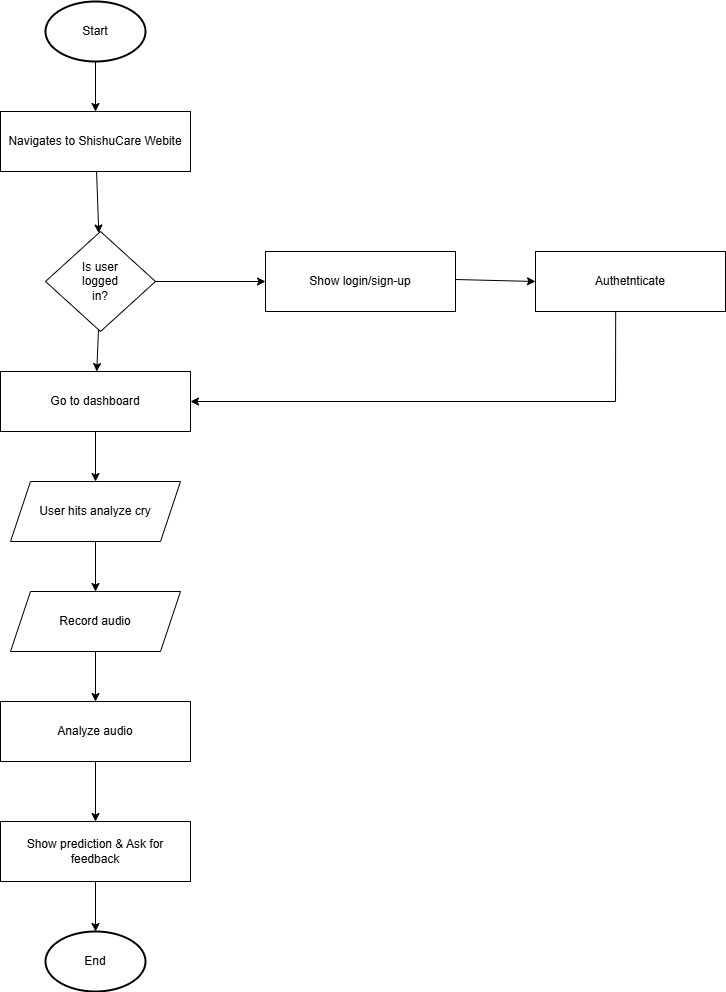 Start
Navigates to ShishuCare Webite
Is user
logged
in?
Show login/sign-up
Authetnticate
Go to dashboard
User hits analyze cry
Record audio
Analyze audio
Show prediction & Ask for
feedback
End